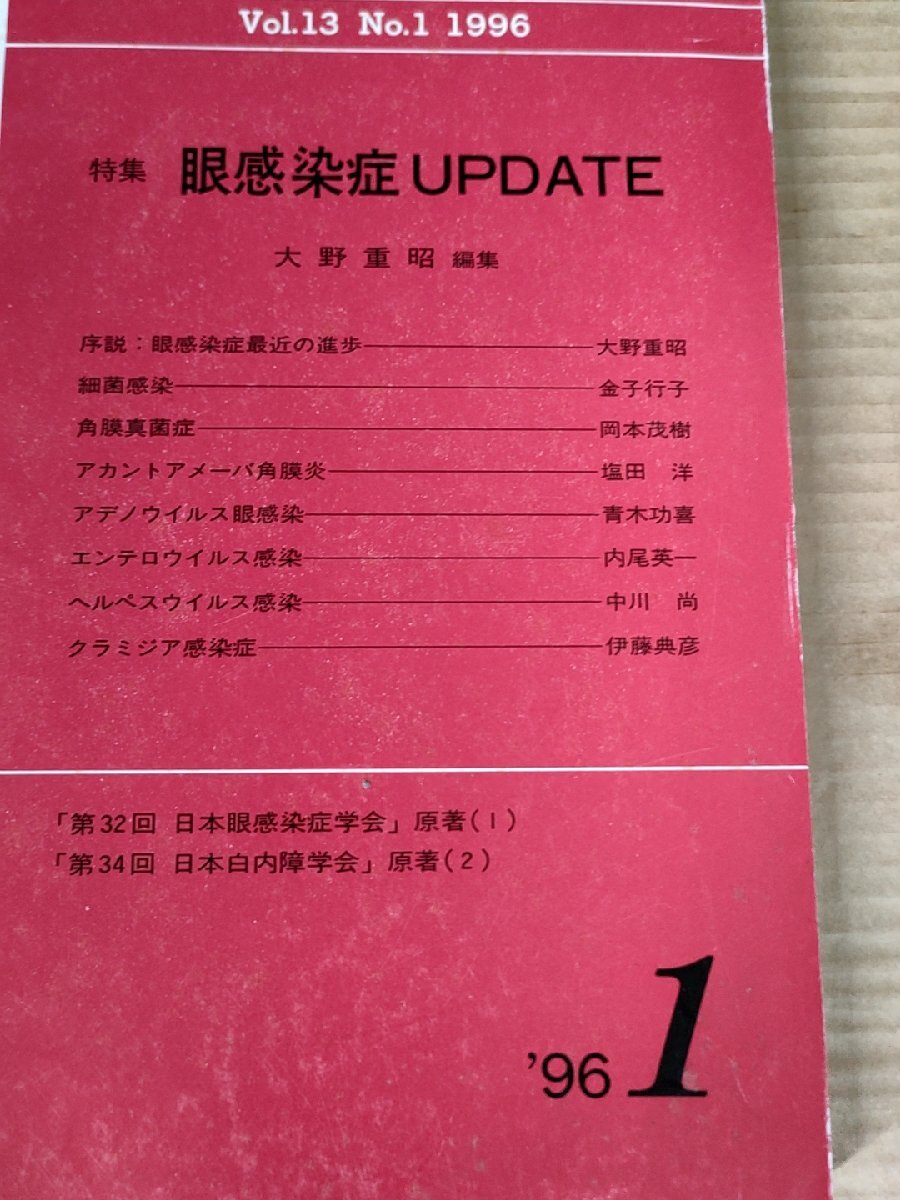 Vol.13 No.1 1996
特集 眼感染症UPDATE
大野重昭 編集
序説：眼感染症最近の進歩——大野重昭
細菌感染——金子行子
角膜真菌症——岡本茂樹
アカントアメーバ角膜炎——塩田 洋
アデノウイルス眼感染——青木功喜
エンテロウイルス感染——内尾英一
ヘルペスウイルス感染——中川 尚
クラミジア感染症——伊藤典彦
「第32回 日本眼感染症学会」原著(1)
「第34回 日本白内障学会」原著(2)
'96 1